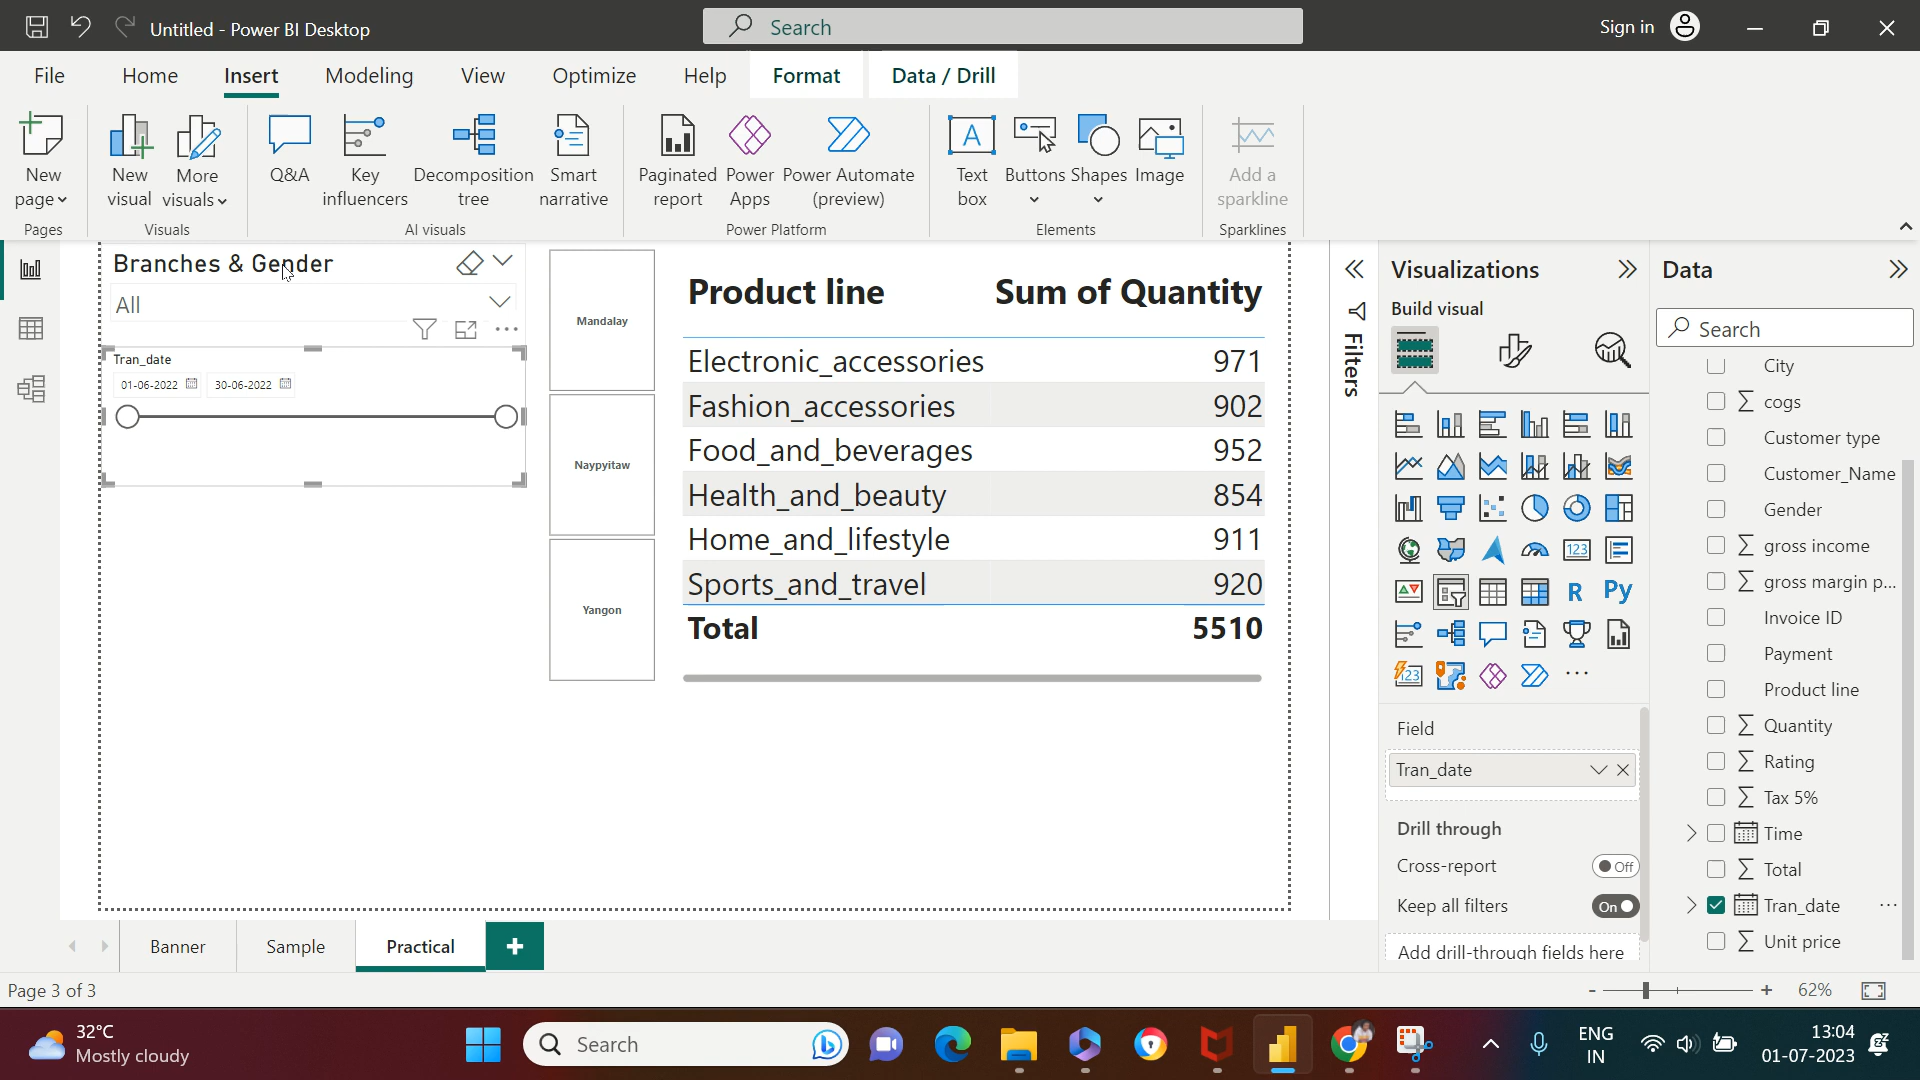 Untitled - Power BI Desktop
Search
Sign in
File
Home
Insert
Modeling
View
Optimize
Help
Format
Data / Drill
New page
New visual
More visuals
Q&A
Key influencers
Decomposition tree
Smart narrative
Paginated report
Power Apps
Power Automate (preview)
Text box
Buttons
Shapes
Image
Add a sparkline
Pages
Visuals
AI visuals
Power Platform
Elements
Sparklines
Branches & Gender
All
Tran_date
01-06-2022
30-06-2022
Mandalay
Naypyitaw
Yangon
Product line Sum of Quantity
Electronic_accessories 971
Fashion_accessories 902
Food_and_beverages 952
Health_and_beauty 854
Home_and_lifestyle 911
Sports_and_travel 920
Total 5510
Filters
Visualizations
Build visual
123
R
Py
123
Field
Tran_date
Drill through
Cross-report
Off
Keep all filters
On
Add drill-through fields here
Data
Search
City
cogs
Customer type
Customer_Name
Gender
gross income
gross margin p...
Invoice ID
Payment
Product line
Quantity
Rating
Tax 5%
Time
Total
Tran_date
Unit price
Banner
Sample
Practical
Page 3 of 3
62%
32°C
Mostly cloudy
Search
ENG
IN
13:04
01-07-2023